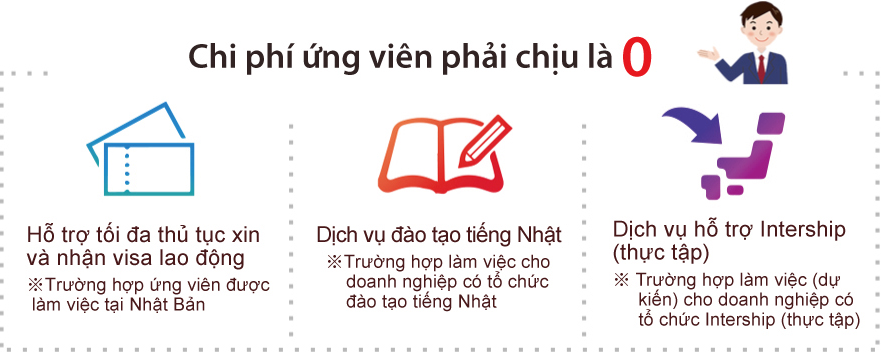 Chi phí ứng viên phải chịu là 0
Hỗ trợ tối đa thủ tục xin
và nhận visa lao động
※Trường hợp ứng viên được
làm việc tại Nhật Bản
Dịch vụ đào tạo tiếng Nhật
※Trường hợp làm việc cho
doanh nghiệp có tổ chức
đào tạo tiếng Nhật
Dịch vụ hỗ trợ Intership
(thực tập)
※ Trường hợp làm việc (dự
kiến) cho doanh nghiệp có
tổ chức Intership (thực tập)